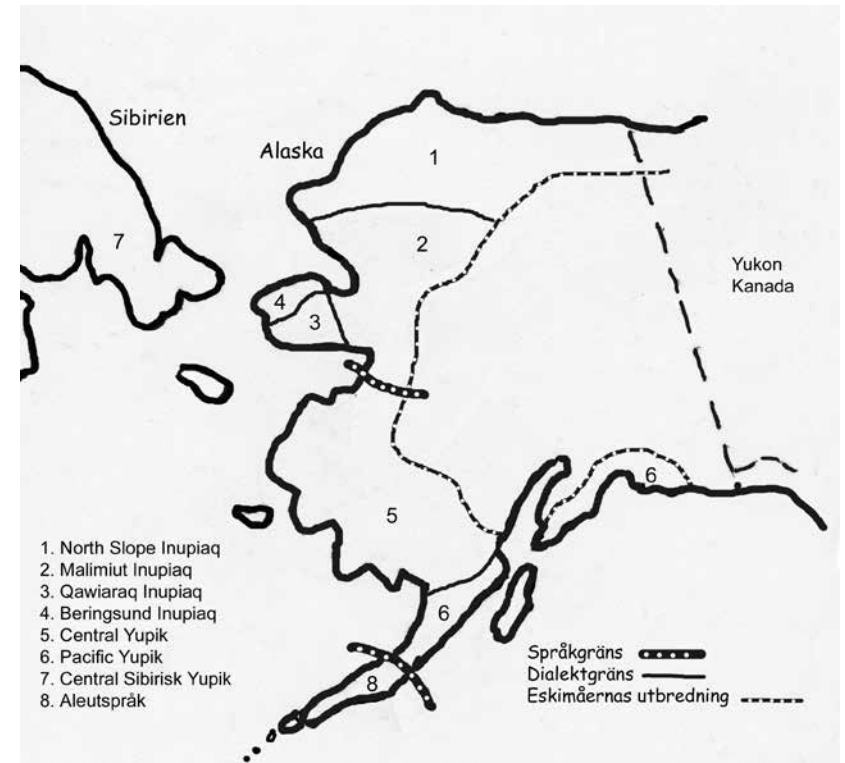 Sibirien
Alaska
1
7
2
Yukon
Kanada
4
3
6
5
1. North Slope Inupiaq
2. Malimiut Inupiaq
3. Qawiaraq Inupiaq
4. Beringsund Inupiaq
5. Central Yupik
6. Pacific Yupik
7. Central Sibirisk Yupik
8. Aleutspråk
6
8
Språkgräns
Dialektgräns
Eskimåernas utbredning